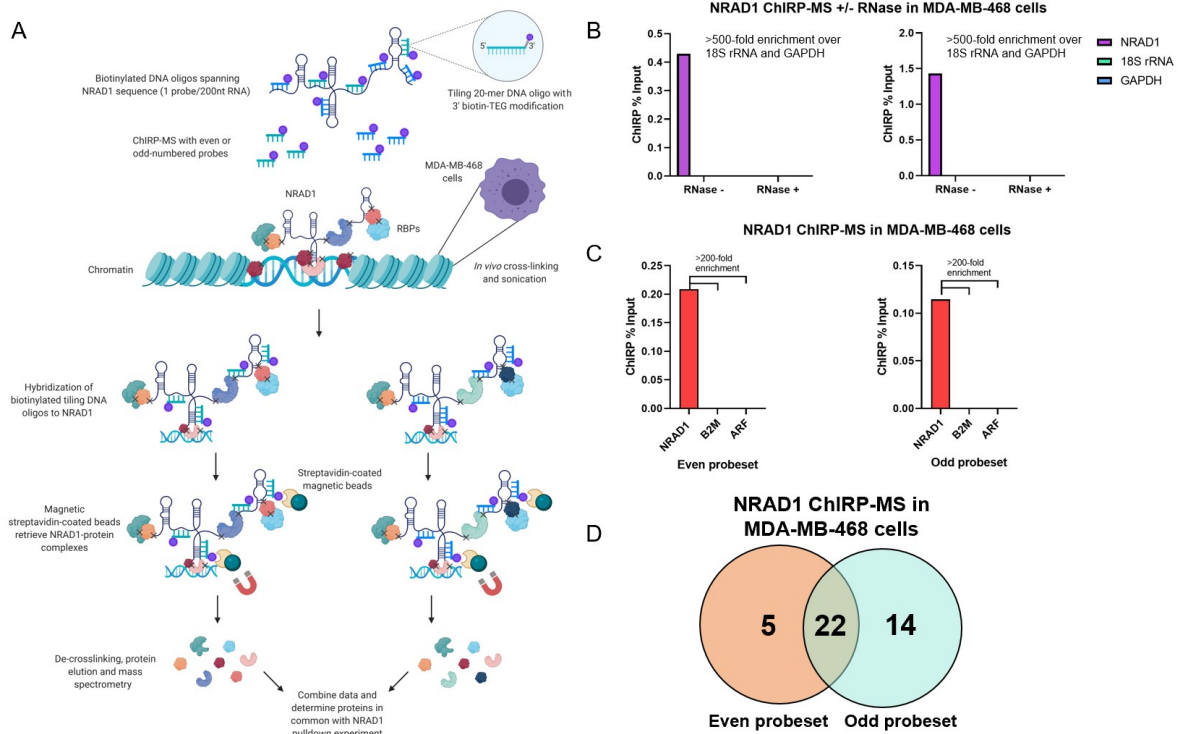 A
Biotinylated DNA oligos spanning
NRAD1 sequence (1 probe/200nt RNA)
5'
3'
Tiling 20-mer DNA oligo with
3' biotin-TEG modification
ChIRP-MS with even or
odd-numbered probes
MDA-MB-468
cells
NRAD1
RBPs
Chromatin
In vivo cross-linking
and sonication
Hybridization of
biotinylated tiling DNA
oligos to NRAD1
Streptavidin-coated
magnetic beads
Magnetic
streptavidin-coated beads
retrieve NRAD1-protein
complexes
De-crosslinking, protein
elution and mass
spectrometry
Combine data and
determine proteins in
common with NRAD1
pulldown experiment
NRAD1 ChIRP-MS +/- RNase in MDA-MB-468 cells
B
>500-fold enrichment over
18S rRNA and GAPDH
ChIRP % Input
0.5
0.4
0.3
0.2
0.1
0.0
RNase -
RNase +
>500-fold enrichment over
18S rRNA and GAPDH
ChIRP % Input
2.0
1.5
1.0
0.5
0.0
RNase -
RNase +
NRAD1
18S rRNA
GAPDH
NRAD1 ChIRP-MS in MDA-MB-468 cells
C
>200-fold
enrichment
ChIRP % Input
0.25
0.20
0.15
0.10
0.05
0.00
NRAD1
B2M
ARF
Even probeset
>200-fold
enrichment
ChIRP % Input
0.15
0.10
0.05
0.00
NRAD1
B2M
ARF
Odd probeset
D
NRAD1 ChIRP-MS in
MDA-MB-468 cells
5
22
14
Even probeset
Odd probeset